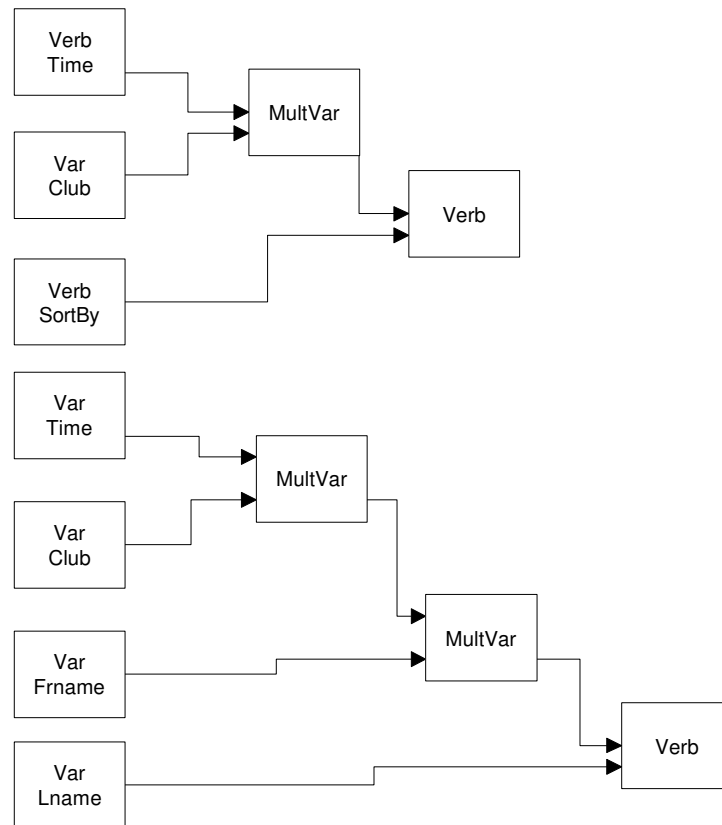 Verb
Time
MultVar
Var
Club
Verb
Verb
SortBy
Var
Time
MultVar
Var
Club
MultVar
Var
Frname
Verb
Var
Lname